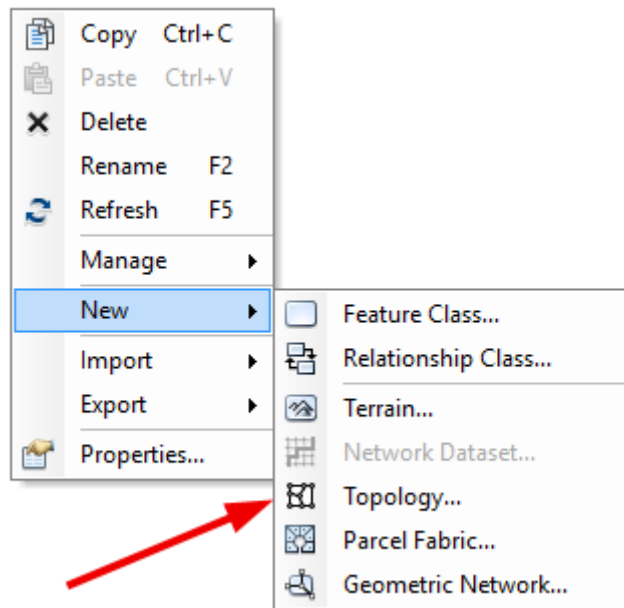 Copy Ctrl+C
Paste Ctrl+V
Delete
Rename F2
Refresh F5
Manage
New
Import
Export
Properties...
Feature Class...
Relationship Class...
Terrain...
Network Dataset...
Topology...
Parcel Fabric...
Geometric Network...